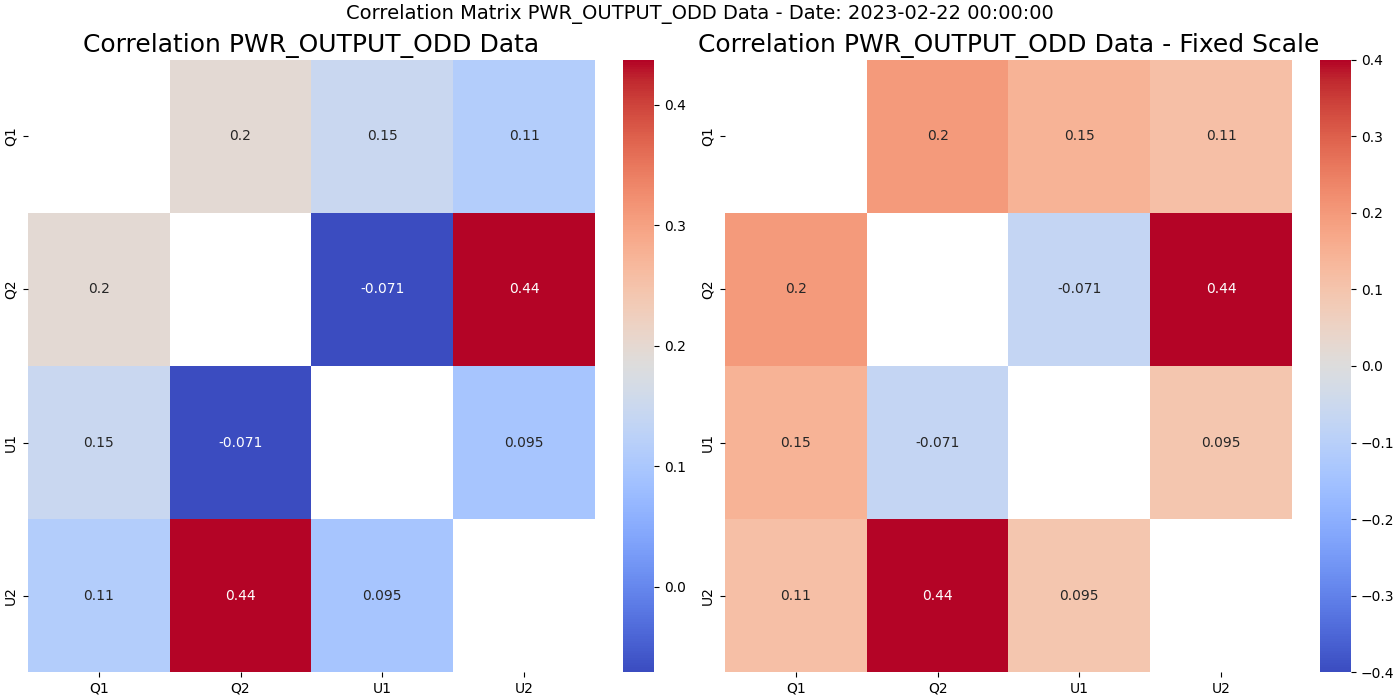 Correlation Matrix PWR_OUTPUT_ODD Data - Date: 2023-02-22 00:00:00
Correlation PWR_OUTPUT_ODD Data
Q1
0.2
0.15
0.11
Q2
0.2
-0.071
0.44
U1
0.15
-0.071
0.095
U2
0.11
0.44
0.095
Q1
Q2
U1
U2
0.4
0.3
0.2
0.1
0.0
Correlation PWR_OUTPUT_ODD Data - Fixed Scale
Q1
0.2
0.15
0.11
Q2
0.2
-0.071
0.44
U1
0.15
-0.071
0.095
U2
0.11
0.44
0.095
Q1
Q2
U1
U2
0.4
0.3
0.2
0.1
0.0
−0.1
−0.2
−0.3
−0.4